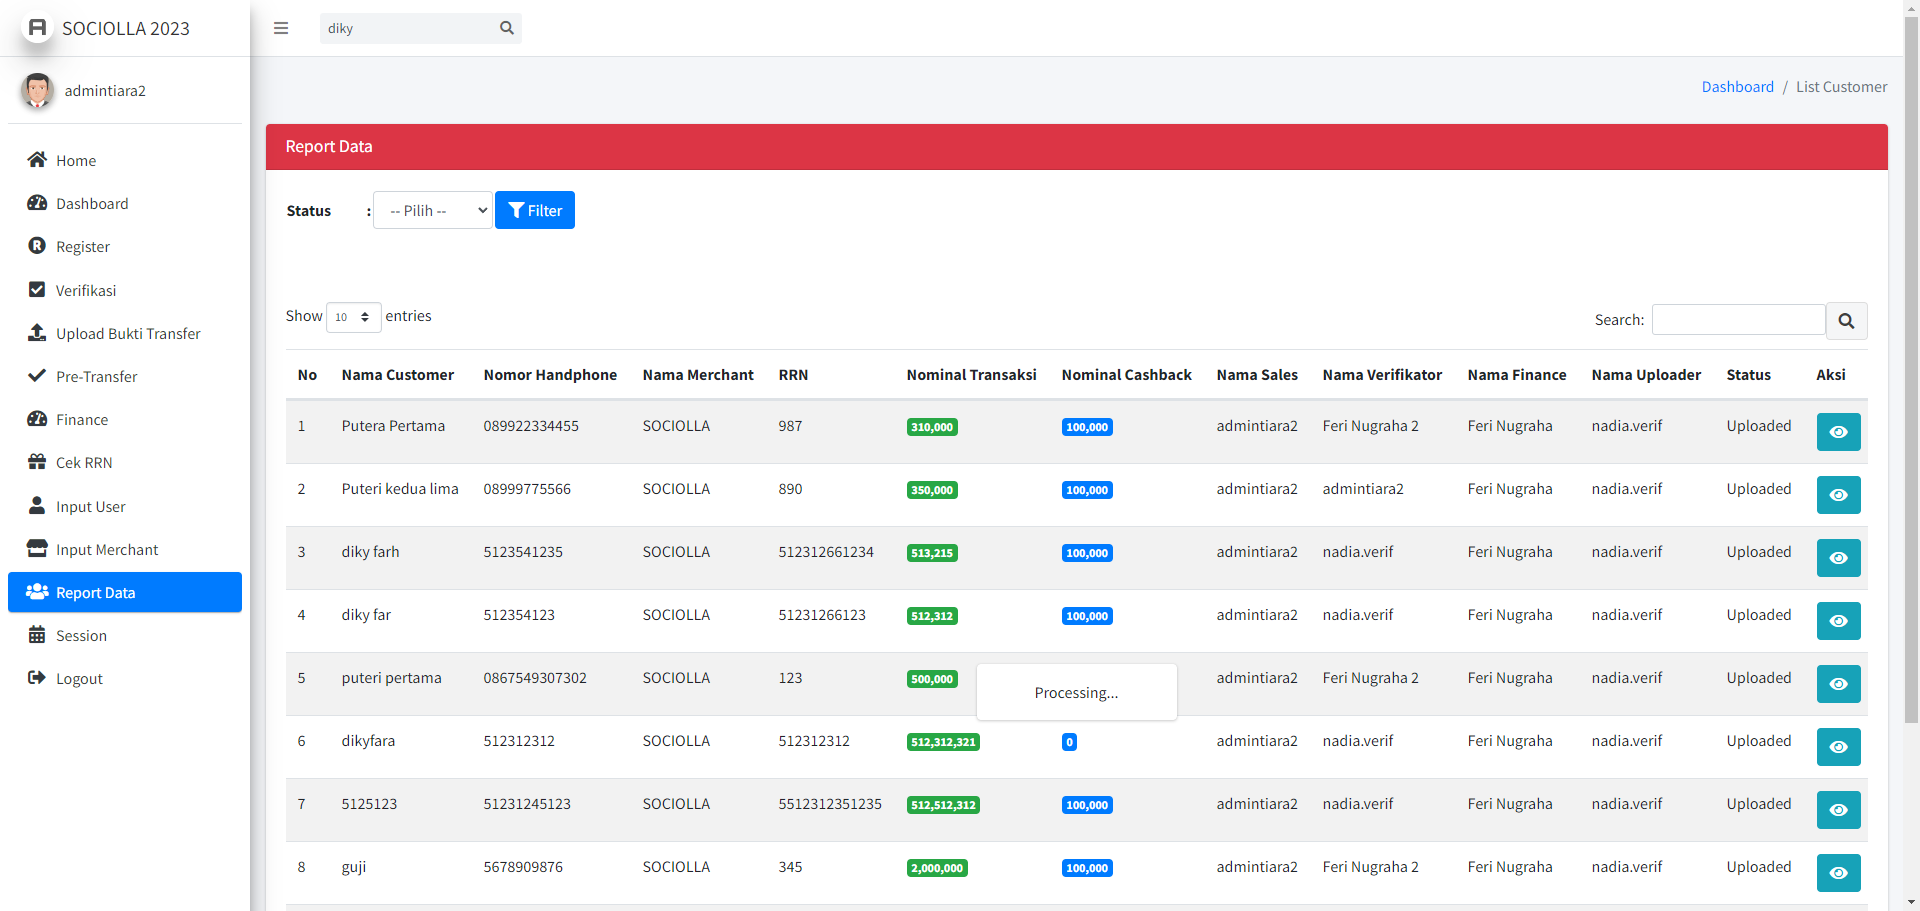 SOCIOLLA 2023
diky
admintiara2
Dashboard / List Customer
Home
Dashboard
Register
Verifikasi
Upload Bukti Transfer
Pre-Transfer
Finance
Cek RRN
Input User
Input Merchant
Report Data
Session
Logout
Report Data
Status : -- Pilih -- Filter
Show 10 entries
Search:
No Nama Customer Nomor Handphone Nama Merchant RRN Nominal Transaksi Nominal Cashback Nama Sales Nama Verifikator Nama Finance Nama Uploader Status Aksi
1 Putera Pertama 089922334455 SOCIOLLA 987 310,000 100,000 admintiara2 Feri Nugraha 2 Feri Nugraha nadia.verif Uploaded
2 Puteri kedua lima 08999775566 SOCIOLLA 890 350,000 100,000 admintiara2 admintiara2 Feri Nugraha nadia.verif Uploaded
3 diky farh 5123541235 SOCIOLLA 512312661234 513,215 100,000 admintiara2 nadia.verif Feri Nugraha nadia.verif Uploaded
4 diky far 512354123 SOCIOLLA 51231266123 512,312 100,000 admintiara2 nadia.verif Feri Nugraha nadia.verif Uploaded
5 puteri pertama 0867549307302 SOCIOLLA 123 500,000 admintiara2 Feri Nugraha 2 Feri Nugraha nadia.verif Uploaded
Processing...
6 dikyfara 512312312 SOCIOLLA 512312312 512,312,321 0 admintiara2 nadia.verif Feri Nugraha nadia.verif Uploaded
7 5125123 51231245123 SOCIOLLA 5512312351235 512,512,312 100,000 admintiara2 nadia.verif Feri Nugraha nadia.verif Uploaded
8 guji 5678909876 SOCIOLLA 345 2,000,000 100,000 admintiara2 Feri Nugraha 2 Feri Nugraha nadia.verif Uploaded